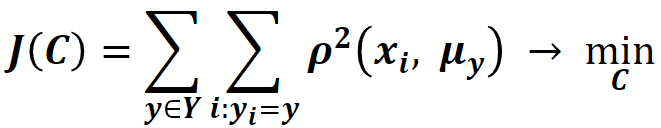 J(C) = ∑_{y∈Y} ∑_{i:y_i=y} ρ²(x_i, μ_y) → min_C